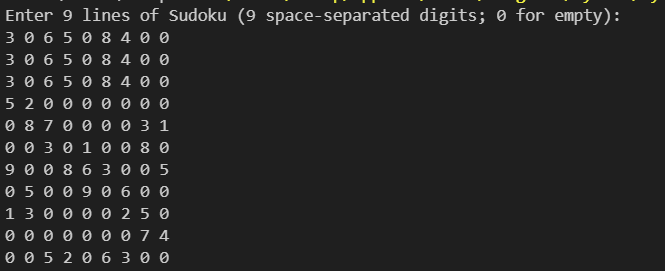 Enter 9 lines of Sudoku (9 space-separated digits; 0 for empty):
3 0 6 5 0 8 4 0 0
3 0 6 5 0 8 4 0 0
3 0 6 5 0 8 4 0 0
5 2 0 0 0 0 0 0 0
0 8 7 0 0 0 0 3 1
0 0 3 0 1 0 0 8 0
9 0 0 8 6 3 0 0 5
0 5 0 0 9 0 6 0 0
1 3 0 0 0 0 2 5 0
0 0 0 0 0 0 0 7 4
0 0 5 2 0 6 3 0 0